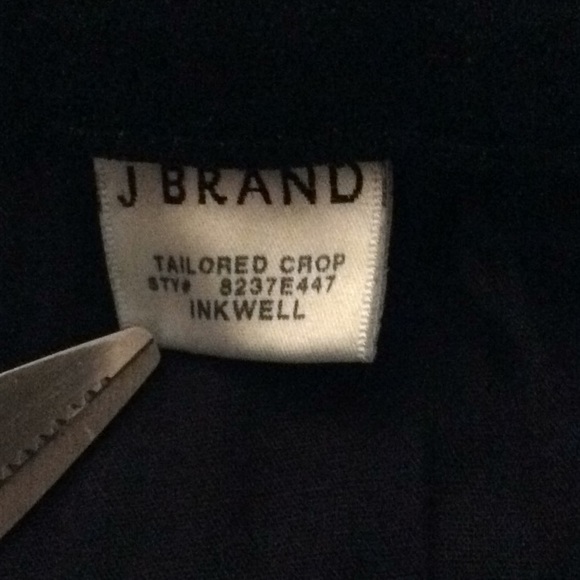 J BRAND
TAILORED CROP
STY# 8237E447
INKWELL